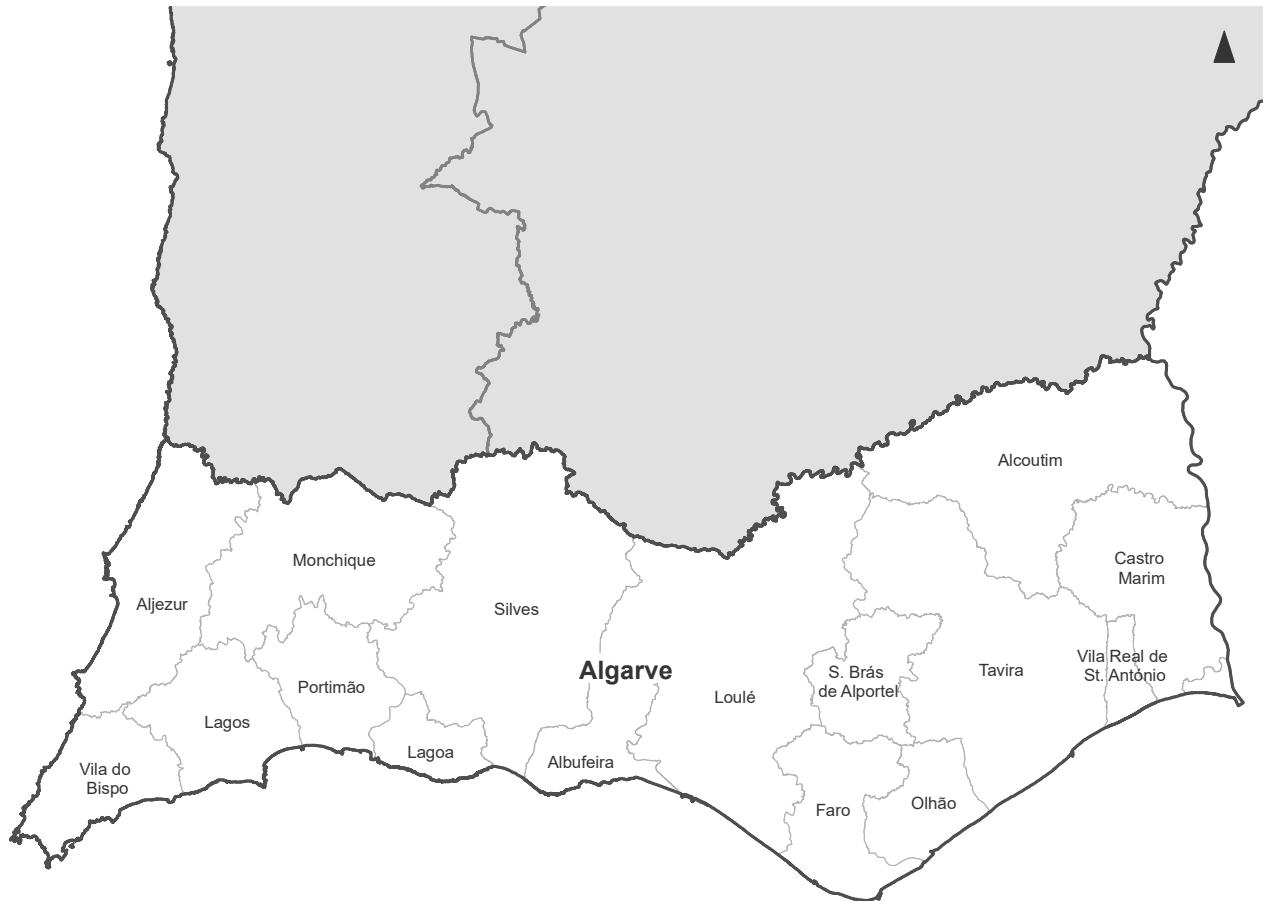 Alcoutim
Monchique
Castro
Marim
Aljezur
Silves
Algarve
Vila Real de
St. António
S. Brás
de Alportel
Tavira
Portimão
Loulé
Lagos
Lagoa
Albufeira
Vila do
Bispo
Faro
Olhão